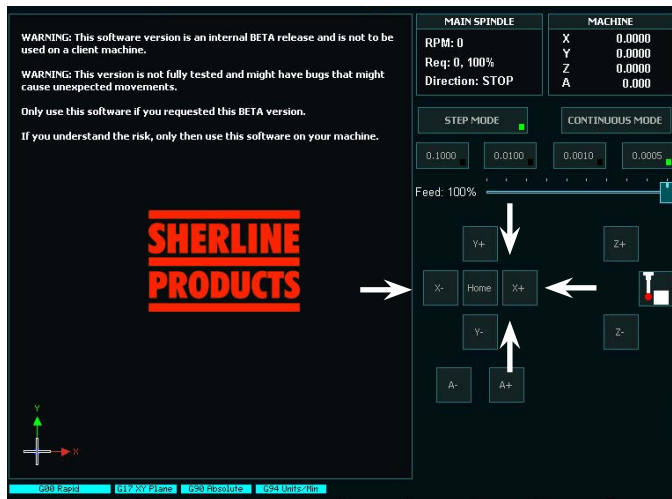 WARNING: This software version is an internal BETA release and is not to be
used on a client machine.
WARNING: This version is not fully tested and might have bugs that might
cause unexpected movements.
Only use this software if you requested this BETA version.
If you understand the risk, only then use this software on your machine.
SHERLINE
PRODUCTS
Y
X
G00 Rapid G17 XY Plane G90 Absolute G94 Units/Min
MAIN SPINDLE
RPM: 0
Req: 0, 100%
Direction: STOP
MACHINE
X 0.0000
Y 0.0000
Z 0.0000
A 0.000
STEP MODE CONTINUOUS MODE
0.1000 0.0100 0.0010 0.0005
Feed: 100%
Y+ Z+
X- Home X+
Y- Z-
A- A+